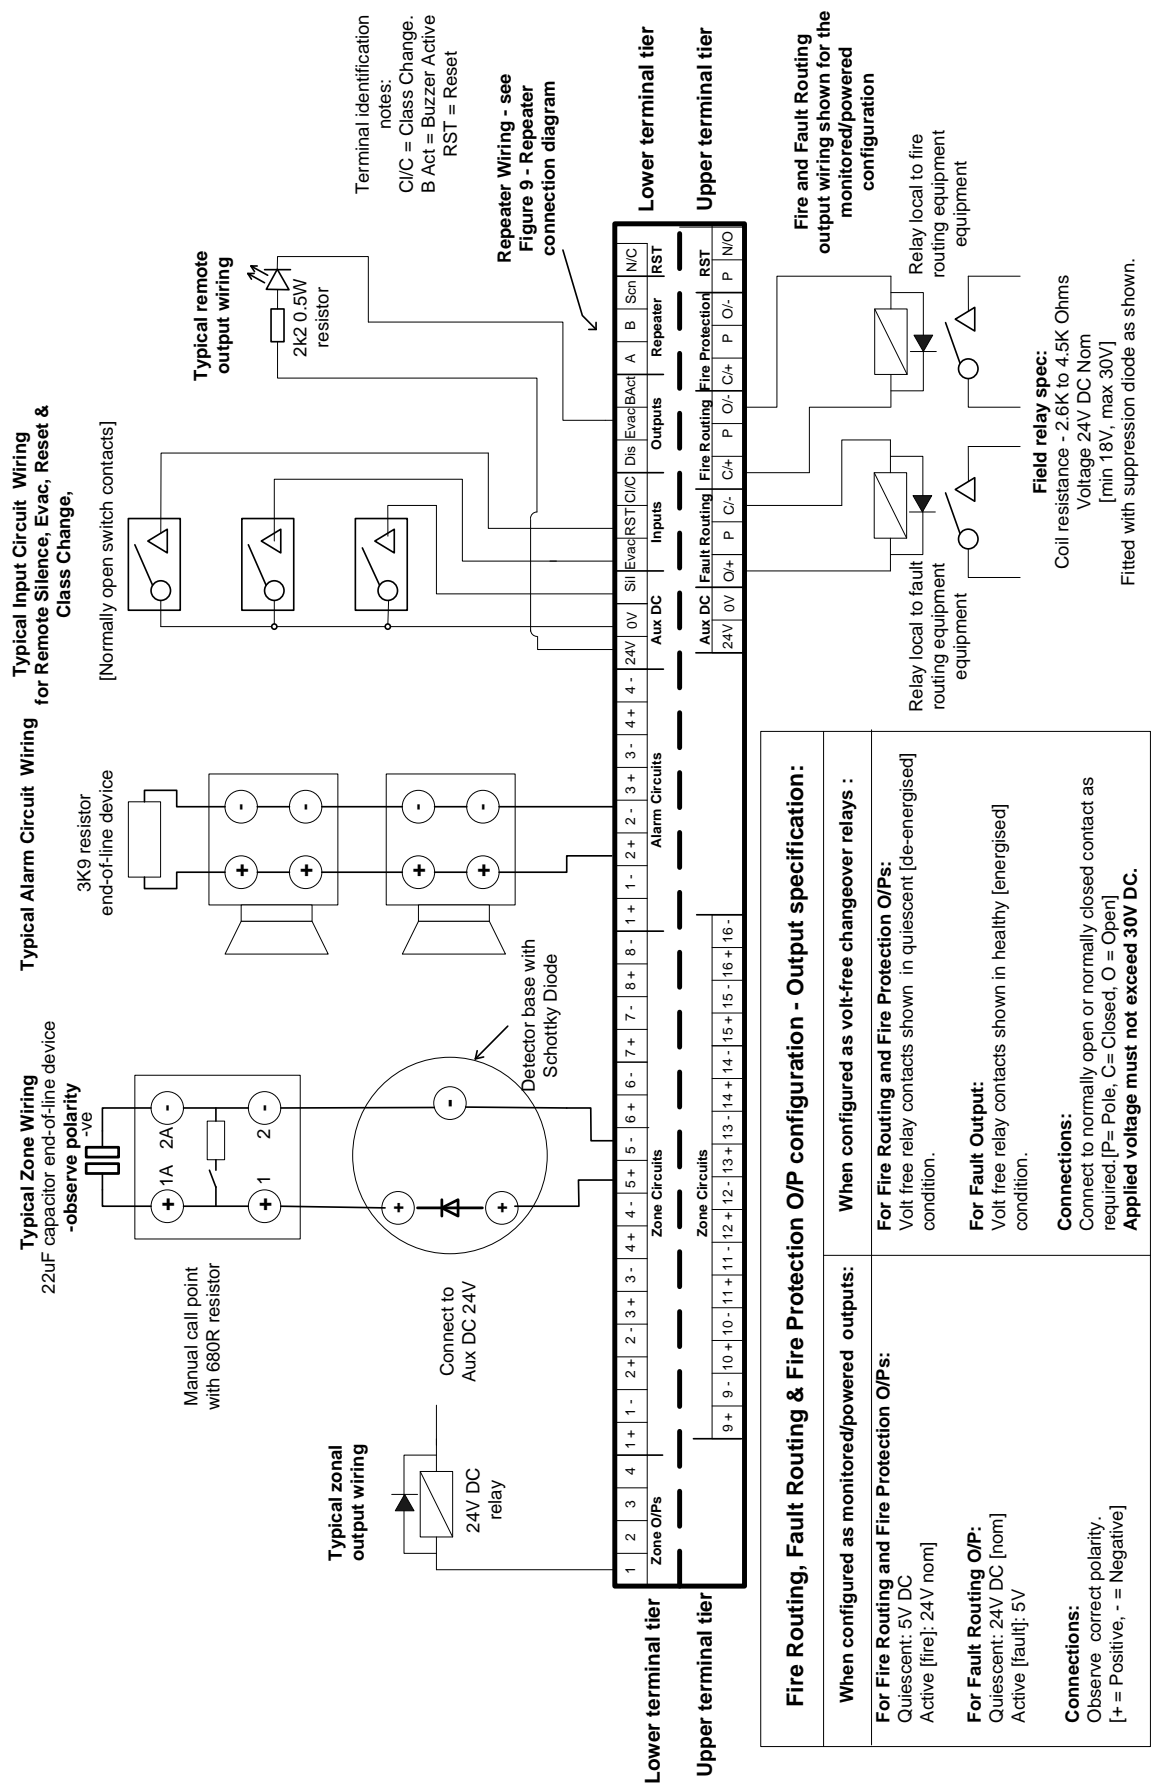 Typical Zone Wiring
22uF capacitor end-of-line device
-observe polarity
-ve
1A
2A
+
-
+
-
1
2
Manual call point
with 680R resistor
+
+
-
Detector base with
Schottky Diode
Typical Alarm Circuit Wiring
3K9 resistor
end-of-line device
+
+
-
-
+
+
-
-
Typical Input Circuit Wiring
for Remote Silence, Evac, Reset &
Class Change,
[Normally open switch contacts]
Typical remote
output wiring
2k2 0.5W
resistor
Terminal identification
notes:
Cl/C = Class Change.
B Act = Buzzer Active
RST = Reset
Repeater Wiring - see
Figure 9 - Repeater
connection diagram
Typical zonal
output wiring
24V DC
relay
Connect to
Aux DC 24V
Lower terminal tier
1 2 3 4 1 + 1 - 2 + 2 - 3 + 3 - 4 + 4 - 5 + 5 - 6 + 6 - 7 + 7 - 8 + 8 - 1 + 1 - 2 + 2 - 3 + 3 - 4 + 4 - 24V 0V Sil Evac RST Cl/C Dis Evac BAct A B Scn N/C
Zone O/Ps Zone Circuits Alarm Circuits Aux DC Inputs Outputs Repeater RST
Lower terminal tier
Upper terminal tier
Zone Circuits Aux DC Fault Routing Fire Routing Fire Protection RST
9 + 9 - 10 + 10 - 11 + 11 - 12 + 12 - 13 + 13 - 14 + 14 - 15 + 15 - 16 + 16 - 24V 0V O/+ P C/- C/+ P O/- C/+ P O/- P N/O
Upper terminal tier
Fire and Fault Routing
output wiring shown for the
monitored/powered
configuration
Relay local to fault
routing equipment
equipment
Relay local to fire
routing equipment
equipment
Field relay spec:
Coil resistance - 2.6K to 4.5K Ohms
Voltage 24V DC Nom
[min 18V, max 30V]
Fitted with suppression diode as shown.
Fire Routing, Fault Routing & Fire Protection O/P configuration - Output specification:
When configured as monitored/powered outputs:
For Fire Routing and Fire Protection O/Ps:
Quiescent: 5V DC
Active [fire]: 24V nom]
For Fault Routing O/P:
Quiescent: 24V DC [nom]
Active [fault]: 5V
Connections:
Observe correct polarity.
[+ = Positive, - = Negative]
When configured as volt-free changeover relays :
For Fire Routing and Fire Protection O/Ps:
Volt free relay contacts shown in quiescent [de-energised]
condition.
For Fault Output:
Volt free relay contacts shown in healthy [energised]
condition.
Connections:
Connect to normally open or normally closed contact as
required.[P= Pole, C= Closed, O = Open]
Applied voltage must not exceed 30V DC.